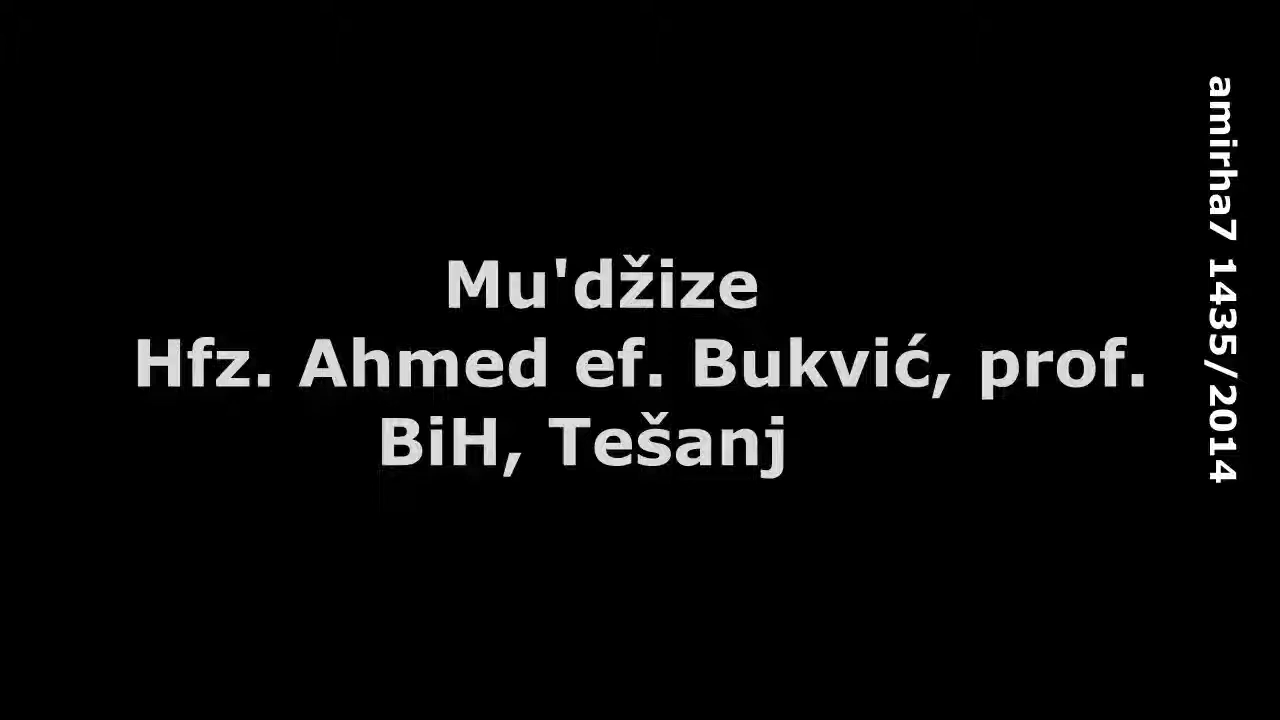 Mu'džize
Hfz. Ahmed ef. Bukvić, prof.
BiH, Tešanj
amirha7 1435/2014